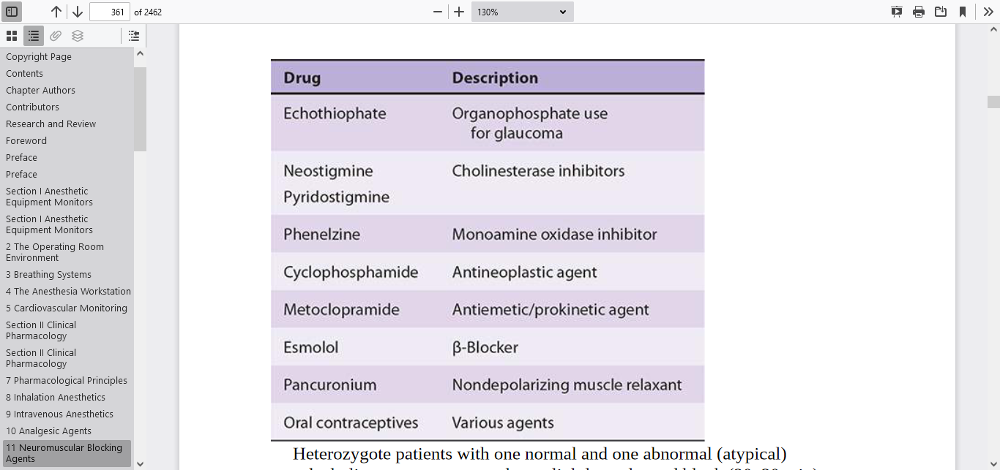 361 of 2462
130%
Copyright Page
Contents
Chapter Authors
Contributors
Research and Review
Foreword
Preface
Preface
Section I Anesthetic
Equipment Monitors
Section I Anesthetic
Equipment Monitors
2 The Operating Room
Environment
3 Breathing Systems
4 The Anesthesia Workstation
5 Cardiovascular Monitoring
Section II Clinical
Pharmacology
Section II Clinical
Pharmacology
7 Pharmacological Principles
8 Inhalation Anesthetics
9 Intravenous Anesthetics
10 Analgesic Agents
11 Neuromuscular Blocking
Agents
Drug Description
Echothiophate Organophosphate use
for glaucoma
Neostigmine Cholinesterase inhibitors
Pyridostigmine
Phenelzine Monoamine oxidase inhibitor
Cyclophosphamide Antineoplastic agent
Metoclopramide Antiemetic/prokinetic agent
Esmolol β-Blocker
Pancuronium Nondepolarizing muscle relaxant
Oral contraceptives Various agents
Heterozygote patients with one normal and one abnormal (atypical)